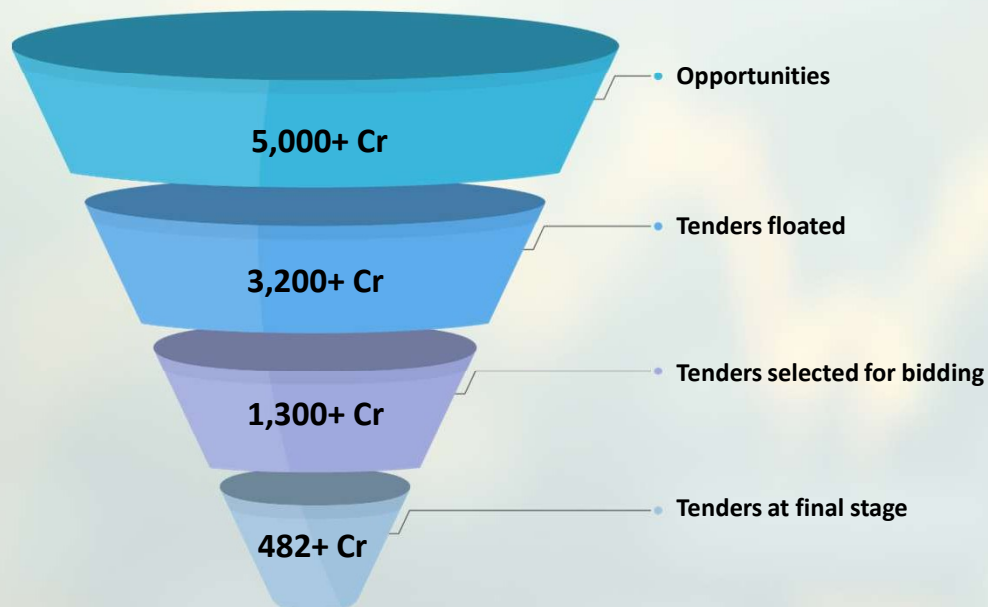 5,000+ Cr
Opportunities
3,200+ Cr
Tenders floated
1,300+ Cr
Tenders selected for bidding
482+ Cr
Tenders at final stage